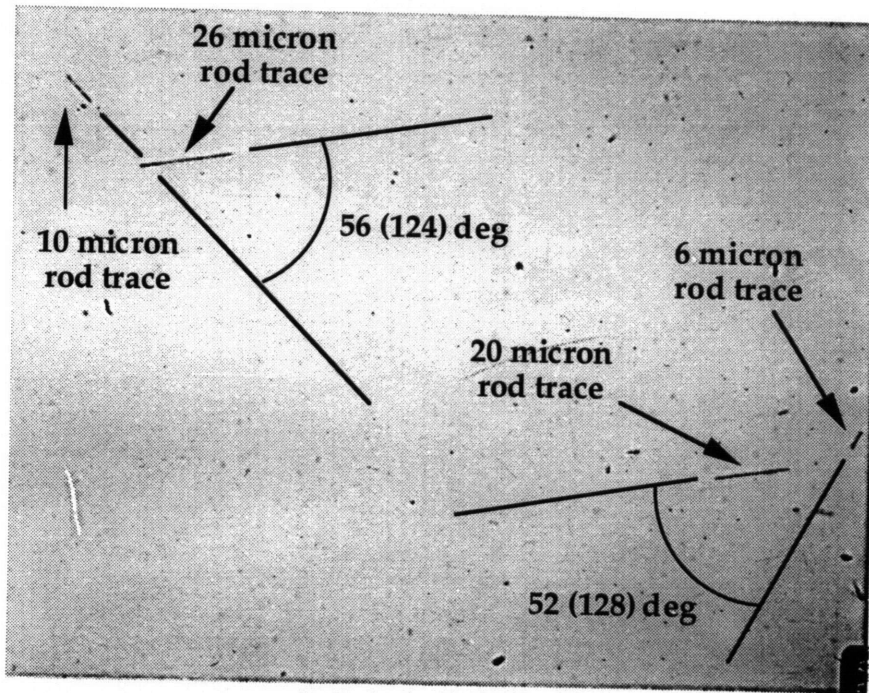 26 micron
rod trace
56 (124) deg
10 micron
rod trace
6 micron
rod trace
20 micron
rod trace
52 (128) deg